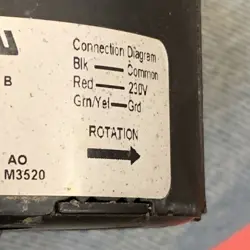 Connection Diagram
Blk — Common
B
Red — 230V
Grn/Yel — Grd
ROTATION
AO
M3520